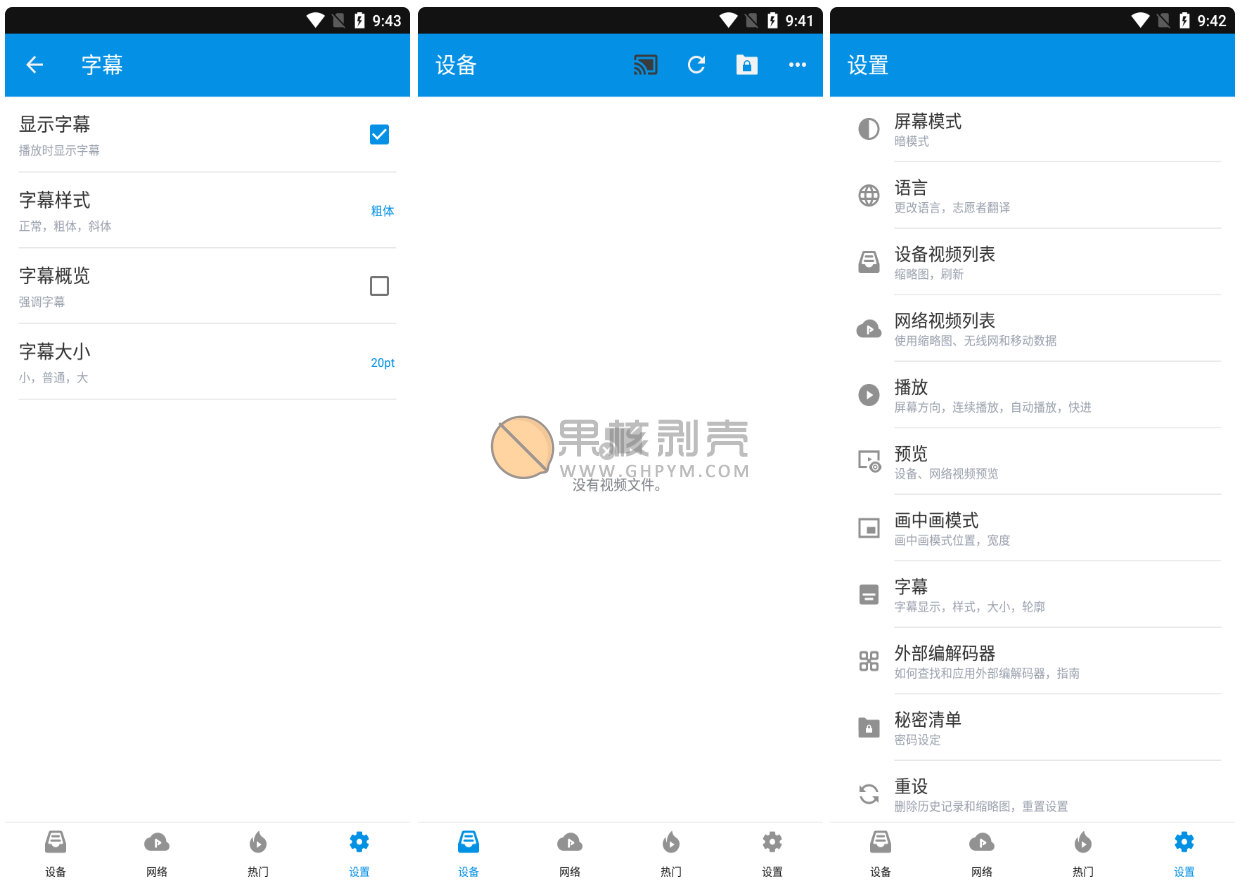 9:43
字幕
显示字幕
播放时显示字幕
字幕样式
正常，粗体，斜体
粗体
字幕概览
强调字幕
字幕大小
小，普通，大
20pt
设备
网络
热门
设置
9:41
设备
果核剥壳
WWW.GHPYM.COM
没有视频文件。
设备
网络
热门
设置
9:42
设置
屏幕模式
暗模式
语言
更改语言，志愿者翻译
设备视频列表
缩略图，刷新
网络视频列表
使用缩略图、无线网和移动数据
播放
屏幕方向，连续播放，自动播放，快进
预览
设备、网络视频预览
画中画模式
画中画模式位置，宽度
字幕
字幕显示，样式，大小，轮廓
外部编解码器
如何查找和应用外部编解码器，指南
秘密清单
密码设定
重设
删除历史记录和缩略图，重置设置
设备
网络
热门
设置